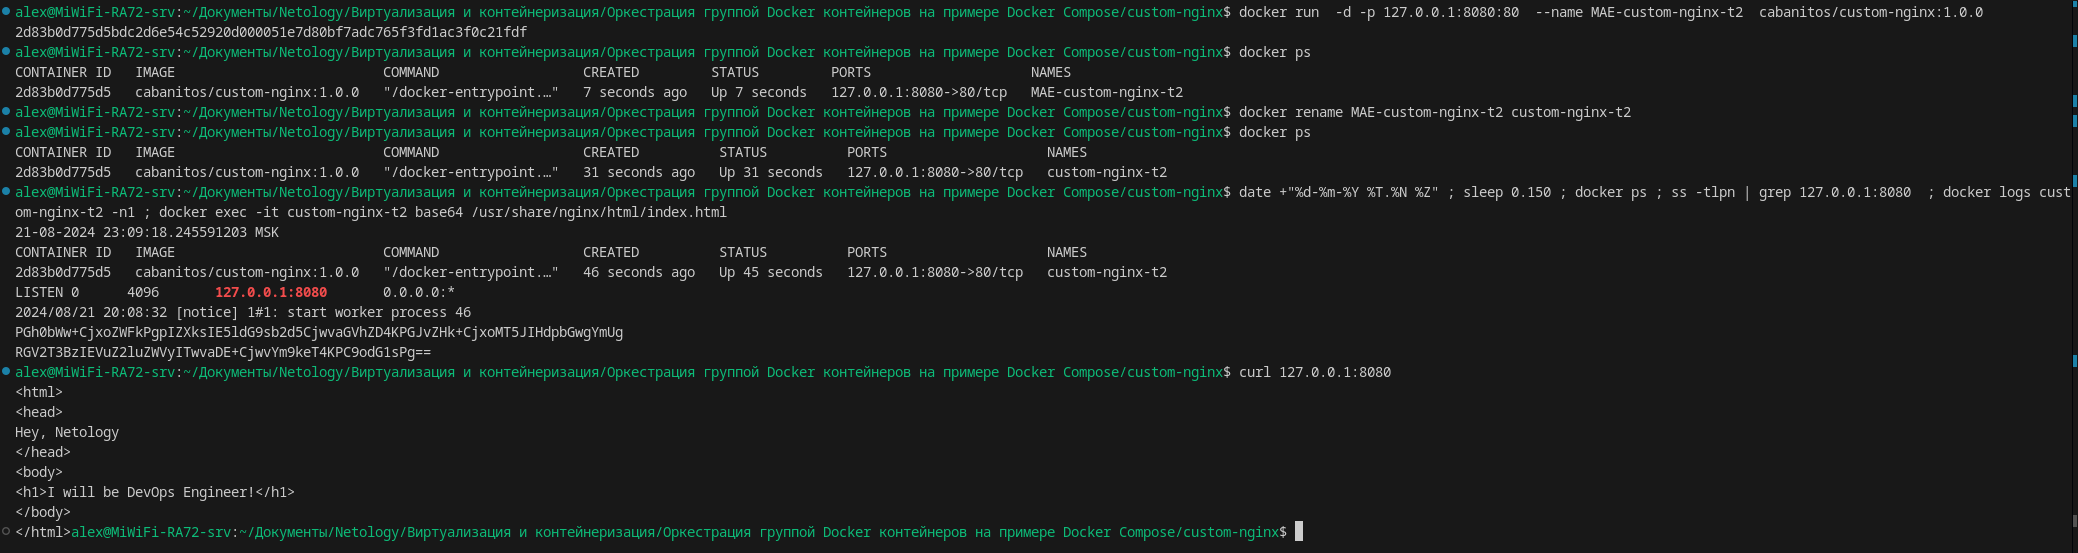 alex@MiWiFi-RA72-srv:~/Документы/Netology/Виртуализация и контейнеризация/Оркестрация группой Docker контейнеров на примере Docker Compose/custom-nginx$ docker run  -d -p 127.0.0.1:8080:80  --name MAE-custom-nginx-t2  cabanitos/custom-nginx:1.0.0
2d83b0d775d5bdc2d6e54c52920d000051e7d80bf7adc765f3fd1ac3f0c21fdf
alex@MiWiFi-RA72-srv:~/Документы/Netology/Виртуализация и контейнеризация/Оркестрация группой Docker контейнеров на примере Docker Compose/custom-nginx$ docker ps
CONTAINER ID   IMAGE                          COMMAND                  CREATED         STATUS         PORTS                    NAMES
2d83b0d775d5   cabanitos/custom-nginx:1.0.0   "/docker-entrypoint.…"   7 seconds ago   Up 7 seconds   127.0.0.1:8080->80/tcp   MAE-custom-nginx-t2
alex@MiWiFi-RA72-srv:~/Документы/Netology/Виртуализация и контейнеризация/Оркестрация группой Docker контейнеров на примере Docker Compose/custom-nginx$ docker rename MAE-custom-nginx-t2 custom-nginx-t2
alex@MiWiFi-RA72-srv:~/Документы/Netology/Виртуализация и контейнеризация/Оркестрация группой Docker контейнеров на примере Docker Compose/custom-nginx$ docker ps
CONTAINER ID   IMAGE                          COMMAND                  CREATED          STATUS          PORTS                    NAMES
2d83b0d775d5   cabanitos/custom-nginx:1.0.0   "/docker-entrypoint.…"   31 seconds ago   Up 31 seconds   127.0.0.1:8080->80/tcp   custom-nginx-t2
alex@MiWiFi-RA72-srv:~/Документы/Netology/Виртуализация и контейнеризация/Оркестрация группой Docker контейнеров на примере Docker Compose/custom-nginx$ date +"%d-%m-%Y %T.%N %Z" ; sleep 0.150 ; docker ps ; ss -tlpn | grep 127.0.0.1:8080  ; docker logs cust
om-nginx-t2 -n1 ; docker exec -it custom-nginx-t2 base64 /usr/share/nginx/html/index.html
21-08-2024 23:09:18.245591203 MSK
CONTAINER ID   IMAGE                          COMMAND                  CREATED          STATUS          PORTS                    NAMES
2d83b0d775d5   cabanitos/custom-nginx:1.0.0   "/docker-entrypoint.…"   46 seconds ago   Up 45 seconds   127.0.0.1:8080->80/tcp   custom-nginx-t2
LISTEN 0      4096       127.0.0.1:8080       0.0.0.0:*
2024/08/21 20:08:32 [notice] 1#1: start worker process 46
PGh0bWw+CjxoZWFkPgpIZXksIE5ldG9sb2d5CjwvaGVhZD4KPGJvZHk+CjxoMT5JIHdpbGwgYmUg
RGV2T3BzIEVuZ2luZWVyITwvaDE+CjwvYm9keT4KPC9odG1sPg==
alex@MiWiFi-RA72-srv:~/Документы/Netology/Виртуализация и контейнеризация/Оркестрация группой Docker контейнеров на примере Docker Compose/custom-nginx$ curl 127.0.0.1:8080
<html>
<head>
Hey, Netology
</head>
<body>
<h1>I will be DevOps Engineer!</h1>
</body>
</html>alex@MiWiFi-RA72-srv:~/Документы/Netology/Виртуализация и контейнеризация/Оркестрация группой Docker контейнеров на примере Docker Compose/custom-nginx$